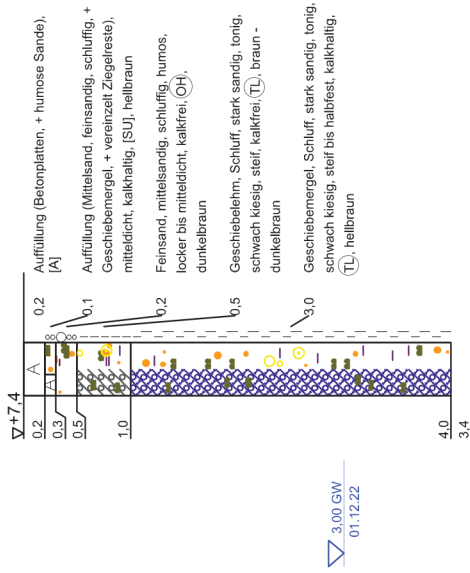 +7,4
0,2
0,3
0,5
1,0
4,0
3,4
A
A
0,2
Auffüllung (Betonplatten, + humose Sande),
[A]
0,1
Auffüllung (Mittelsand, feinsandig, schluffig, +
Geschiebemergel, + vereinzelt Ziegelreste),
mitteldicht, kalkhaltig, [SU], hellbraun
0,2
Feinsand, mittelsandig, schluffig, humos,
locker bis mitteldicht, kalkfrei, OH,
dunkelbraun
0,5
Geschiebelehm, Schluff, stark sandig, tonig,
schwach kiesig, steif, kalkfrei, TL, braun -
dunkelbraun
3,0
Geschiebemergel, Schluff, stark sandig, tonig,
schwach kiesig, steif bis halbfest, kalkhaltig,
TL, hellbraun
3,00 GW
01.12.22